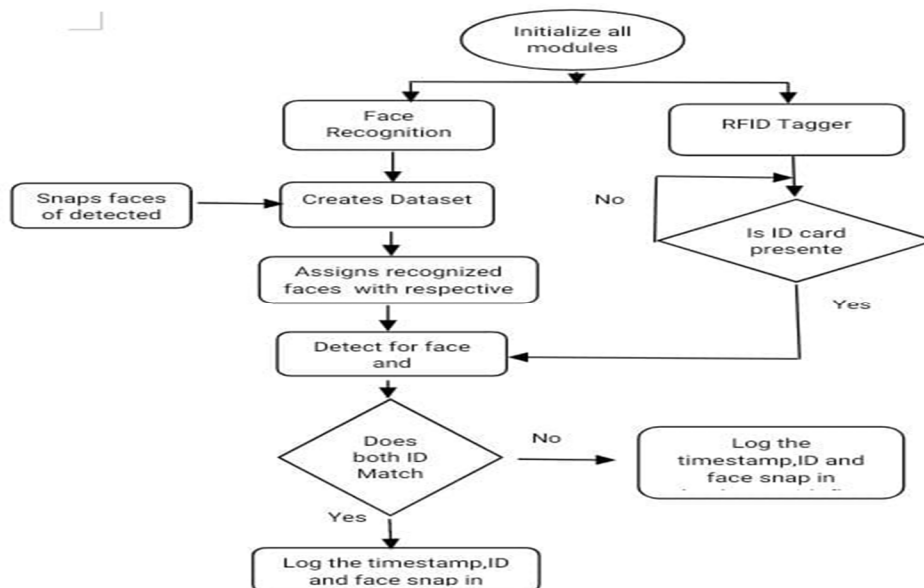 Initialize all
modules
Face
Recognition
RFID Tagger
Snaps faces
of detected
Creates Dataset
No
Is ID card
presente
Assigns recognized
faces with respective
Yes
Detect for face
and
Does
both ID
Match
No
Log the
timestamp,ID and
face snap in
Yes
Log the timestamp,ID
and face snap in